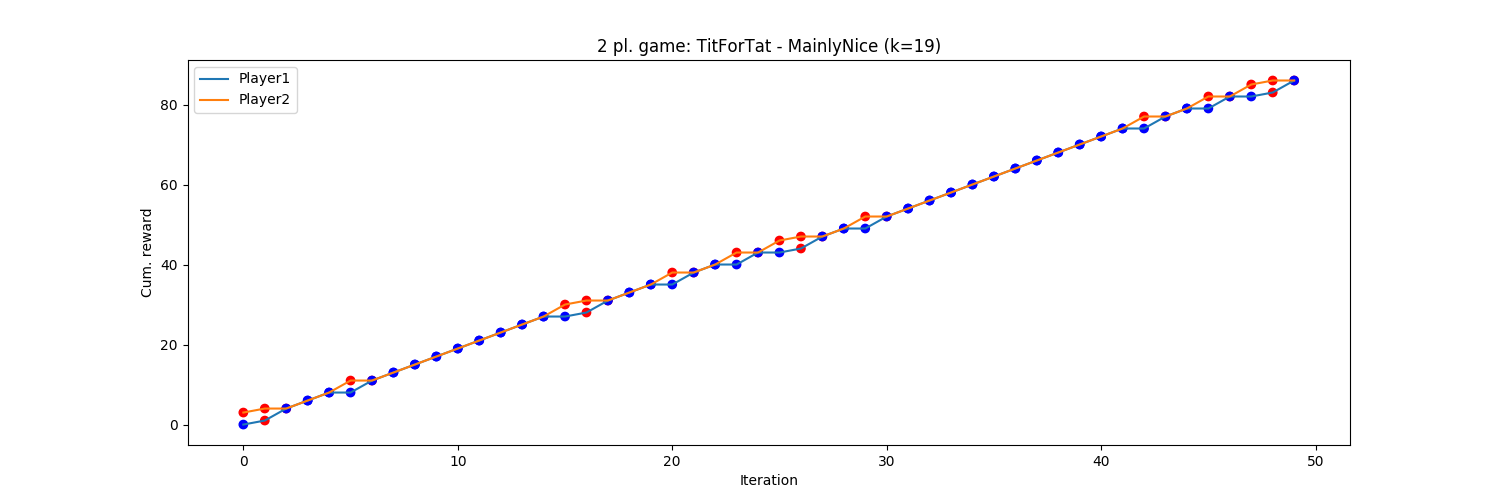 2 pl. game: TitForTat - MainlyNice (k=19)
Player1
Player2
Cum. reward
80
60
40
20
0
0 10 20 30 40 50
Iteration